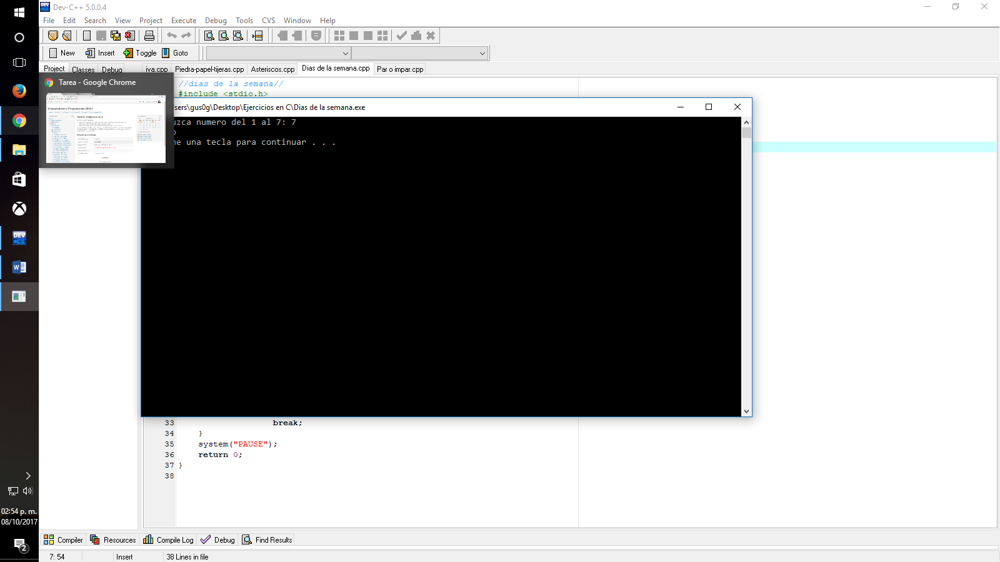 Dev-C++ 5.0.0.4
File Edit Search View Project Execute Debug Tools CVS Window Help
New Insert Toggle Goto
Project Classes Debug
iva.cpp Piedra-papel-tijeras.cpp Asteriscos.cpp Dias de la semana.cpp Par o impar.cpp
Tarea - Google Chrome
//dias de la semana//
#include <stdio.h>
sers\gus0g\Desktop\Ejercicios en C\Dias de la semana.exe
uzca numero del 1 al 7: 7
o
ne una tecla para continuar . . .
33 break;
34 }
35 system("PAUSE");
36 return 0;
37 }
38
02:54 p. m.
08/10/2017
2
Compiler Resources Compile Log Debug Find Results
7: 54 Insert 38 Lines in file